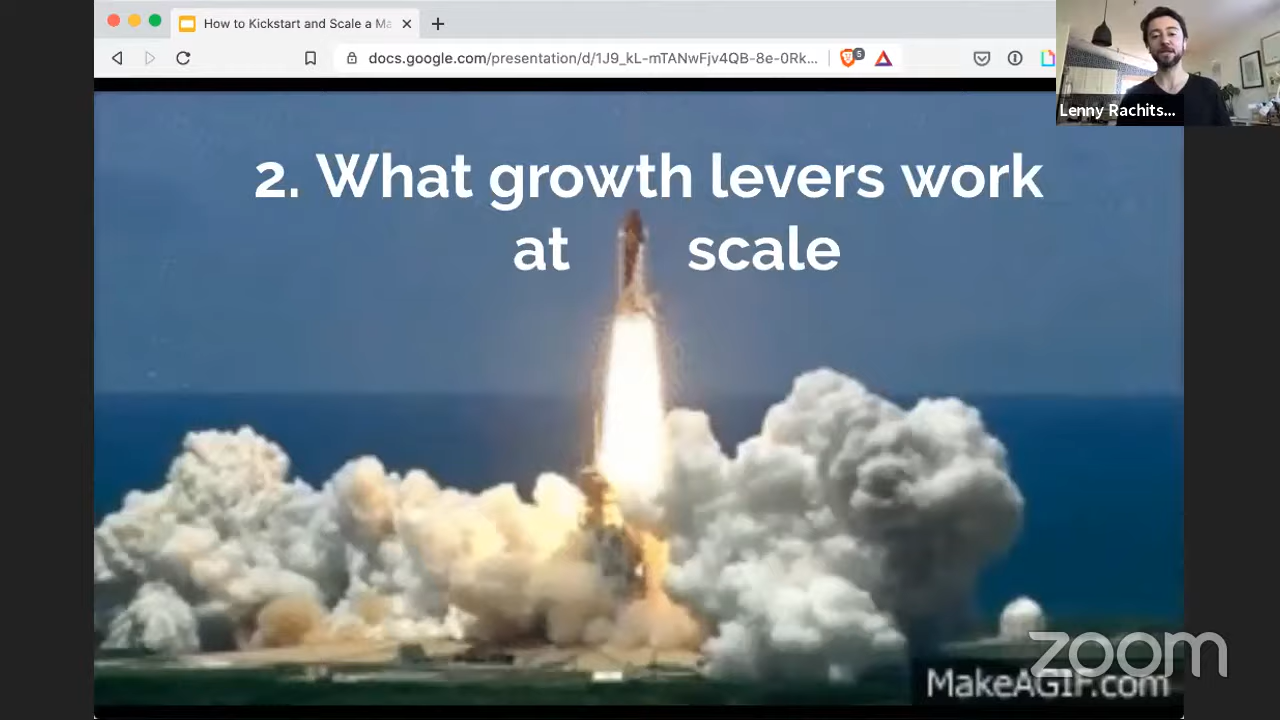 How to Kickstart and Scale a Ma
docs.google.com/presentation/d/1J9_kL-mTANwFjv4QB-8e-0Rk...
5
Lenny Rachits...
2. What growth levers work
at scale
zoom
MakeAGIF.com